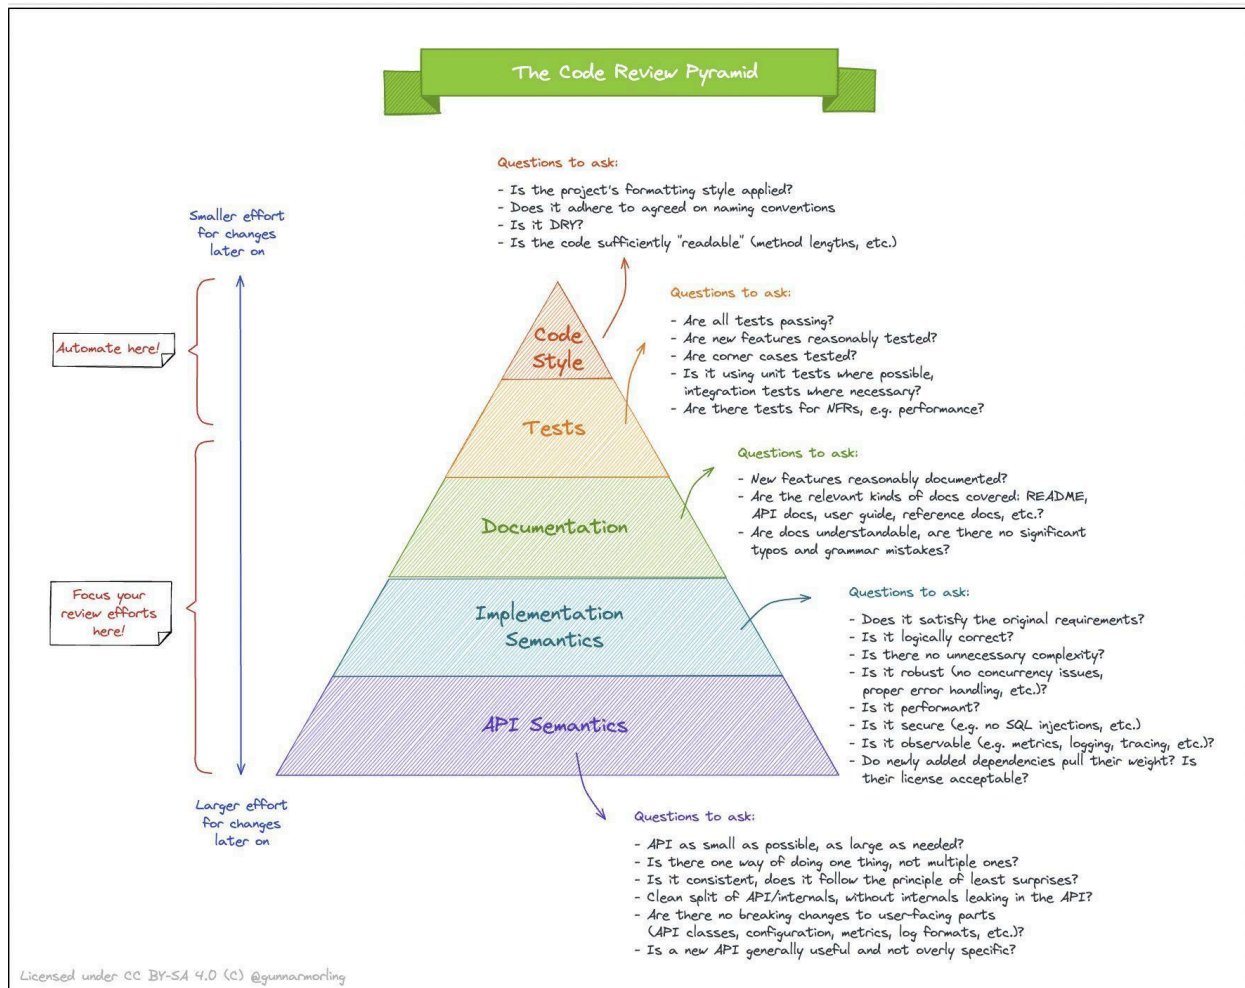 The Code Review Pyramid
Questions to ask:
- Is the project's formatting style applied?
- Does it adhere to agreed on naming conventions
- Is it DRY?
- Is the code sufficiently "readable" (method lengths, etc.)
Smaller effort
for changes
later on
Automate here!
Code
Style
Questions to ask:
- Are all tests passing?
- Are new features reasonably tested?
- Are corner cases tested?
- Is it using unit tests where possible,
integration tests where necessary?
- Are there tests for NFRs, e.g. performance?
Tests
Questions to ask:
- New features reasonably documented?
- Are the relevant kinds of docs covered: README,
API docs, user guide, reference docs, etc.?
- Are docs understandable, are there no significant
typos and grammar mistakes?
Documentation
Focus your
review efforts
here!
Implementation
Semantics
Questions to ask:
- Does it satisfy the original requirements?
- Is it logically correct?
- Is there no unnecessary complexity?
- Is it robust (no concurrency issues,
proper error handling, etc.)?
- Is it performant?
- Is it secure (e.g. no SQL injections, etc.)
- Is it observable (e.g. metrics, logging, tracing, etc.)?
- Do newly added dependencies pull their weight? Is
their license acceptable?
API Semantics
Larger effort
for changes
later on
Questions to ask:
- API as small as possible, as large as needed?
- Is there one way of doing one thing, not multiple ones?
- Is it consistent, does it follow the principle of least surprises?
- Clean split of API/internals, without internals leaking in the API?
- Are there no breaking changes to user-facing parts
(API classes, configuration, metrics, log formats, etc.)?
- Is a new API generally useful and not overly specific?
Licensed under CC BY-SA 4.0 (C) @gunnarmorling